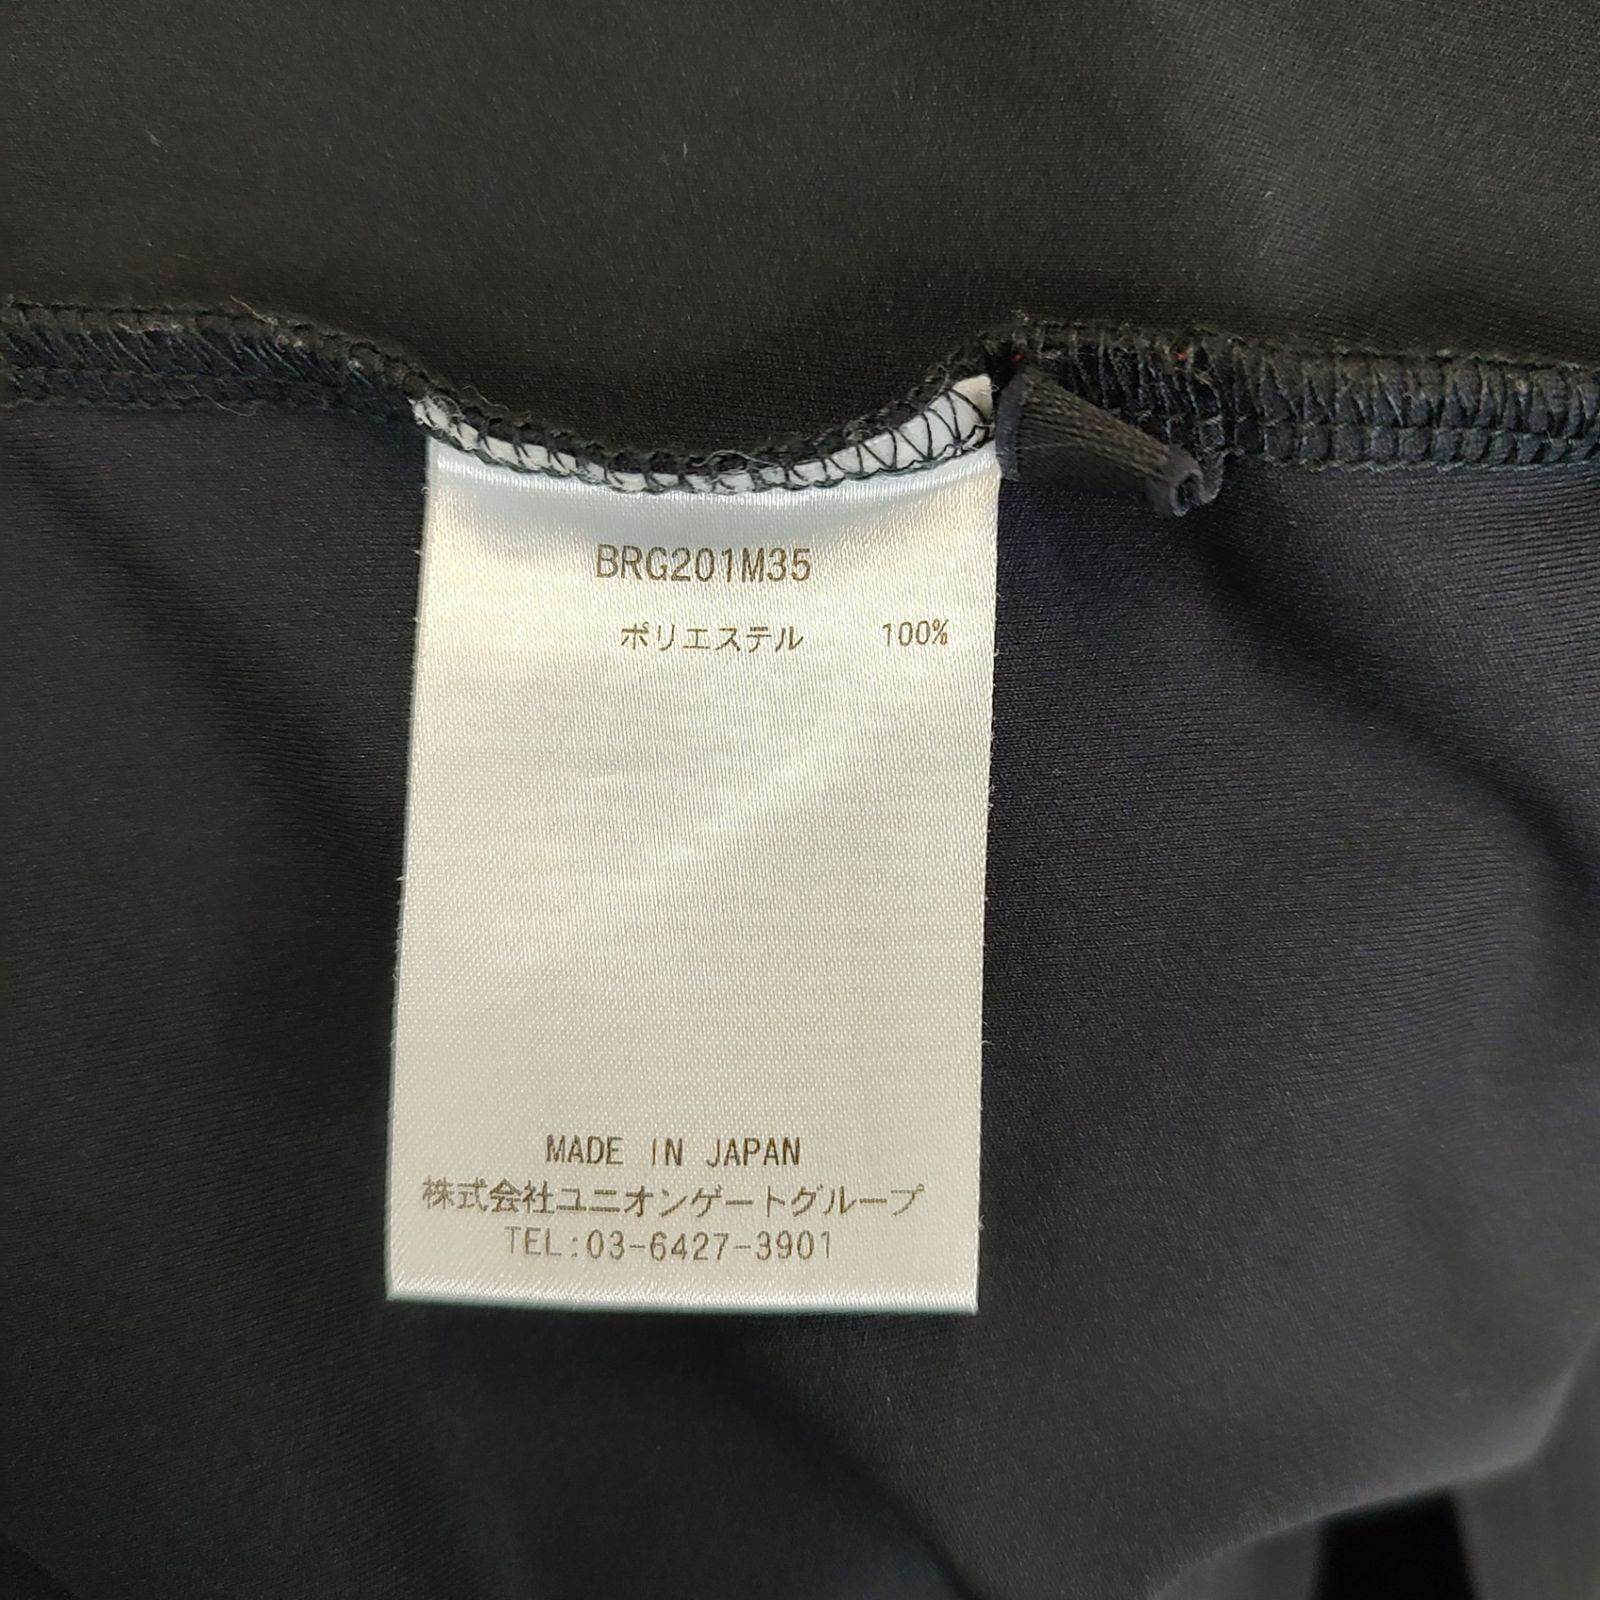 BRG201M35
ポリエステル 100%
MADE IN JAPAN
株式会社ユニオンゲートグループ
TEL:03-6427-3901